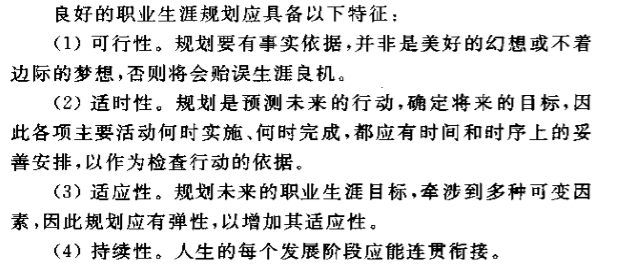 良好的职业生涯规划应具备以下特征：
（1）可行性。规划要有事实依据，并非是美好的幻想或不着
边际的梦想，否则将会贻误生涯良机。
（2）适时性。规划是预测未来的行动，确定将来的目标，因
此各项主要活动何时实施、何时完成，都应有时间和时序上的妥
善安排，以作为检查行动的依据。
（3）适应性。规划未来的职业生涯目标，牵涉到多种可变因
素，因此规划应有弹性，以增加其适应性。
（4）持续性。人生的每个发展阶段应能连贯衔接。